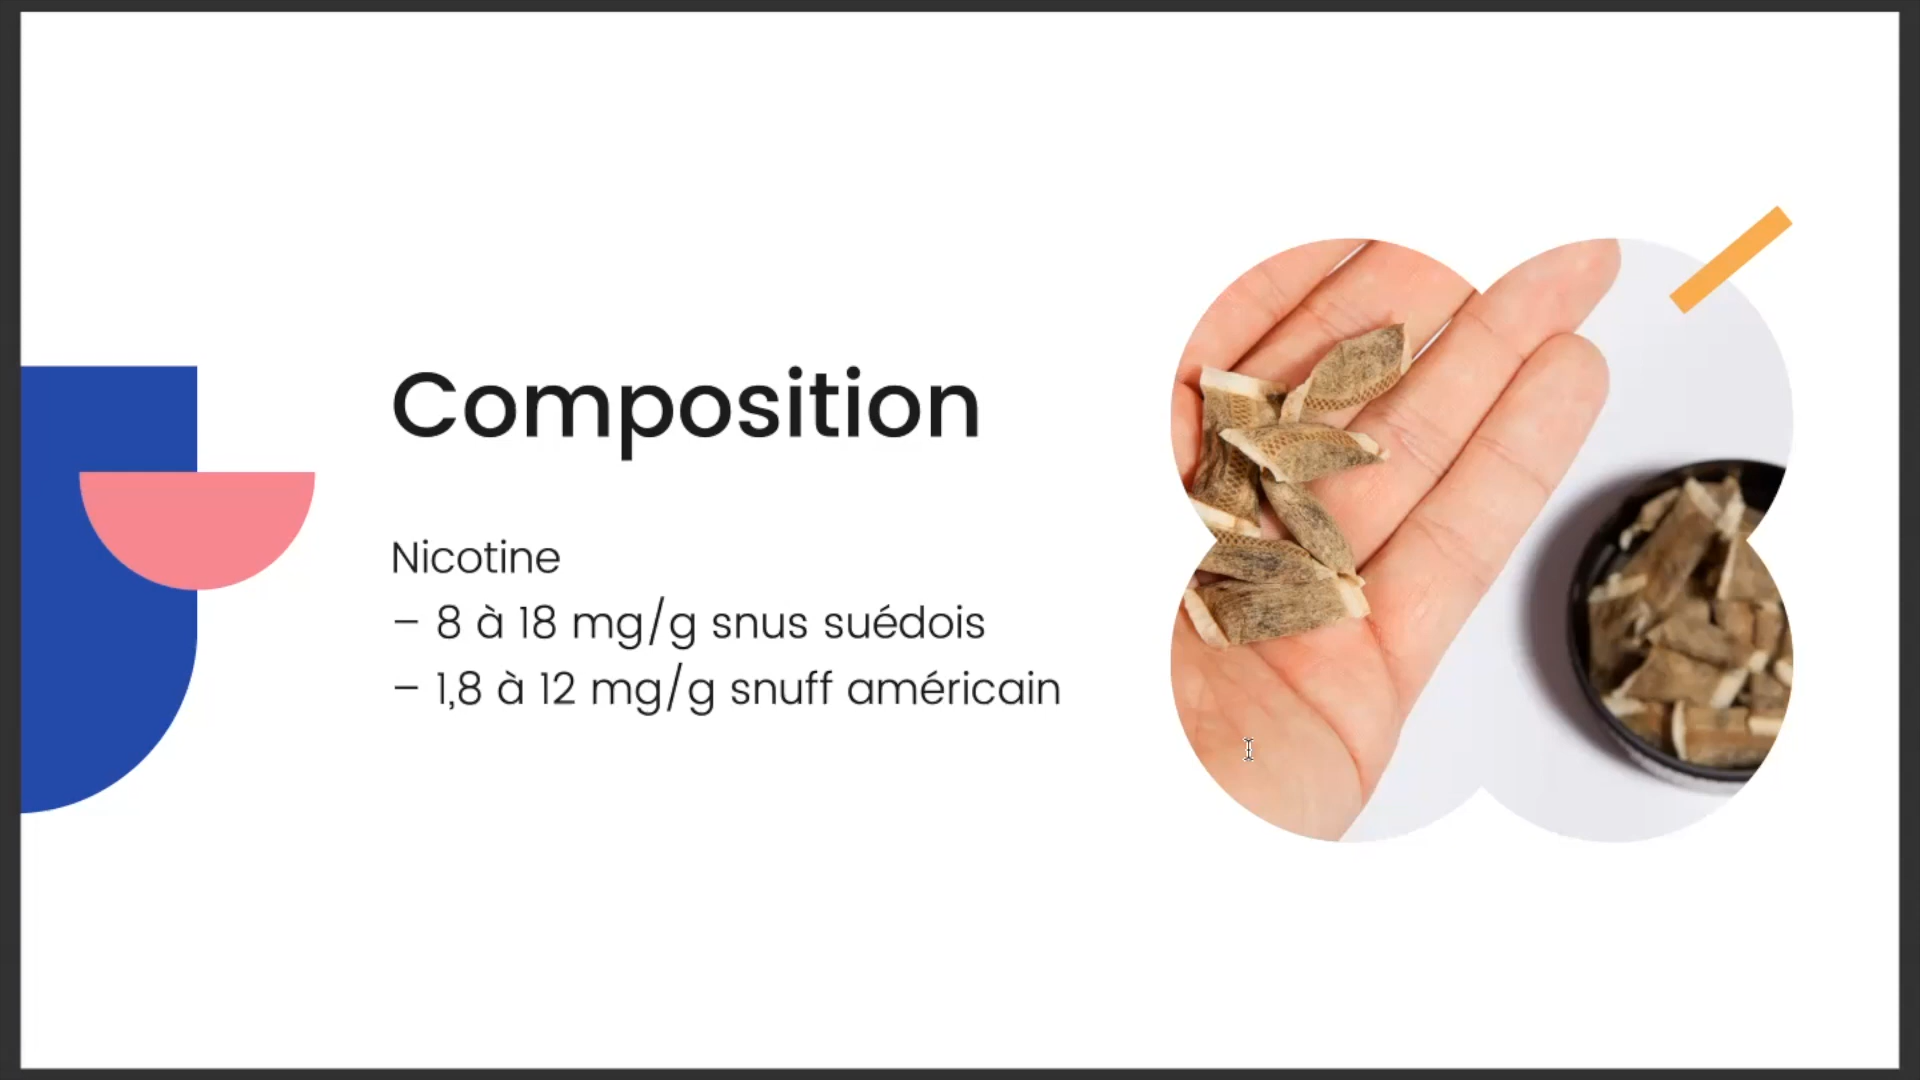 Composition
Nicotine
– 8 à 18 mg/g snus suédois
– 1,8 à 12 mg/g snuff américain